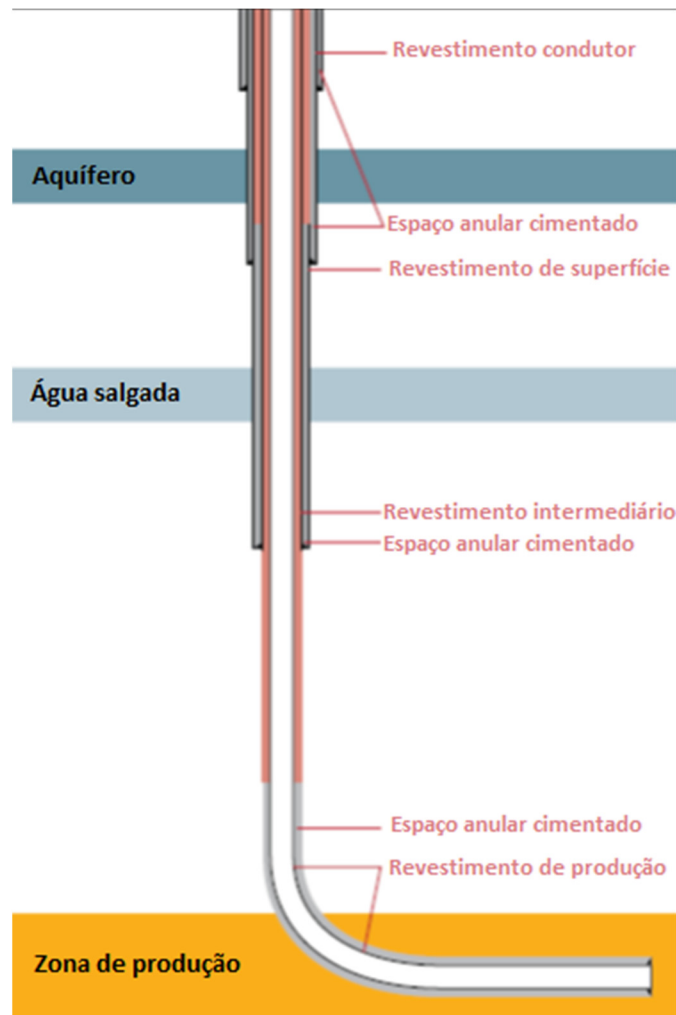 Revestimento condutor
Aquífero
Espaço anular cimentado
Revestimento de superfície
Água salgada
Revestimento intermediário
Espaço anular cimentado
Espaço anular cimentado
Revestimento de produção
Zona de produção